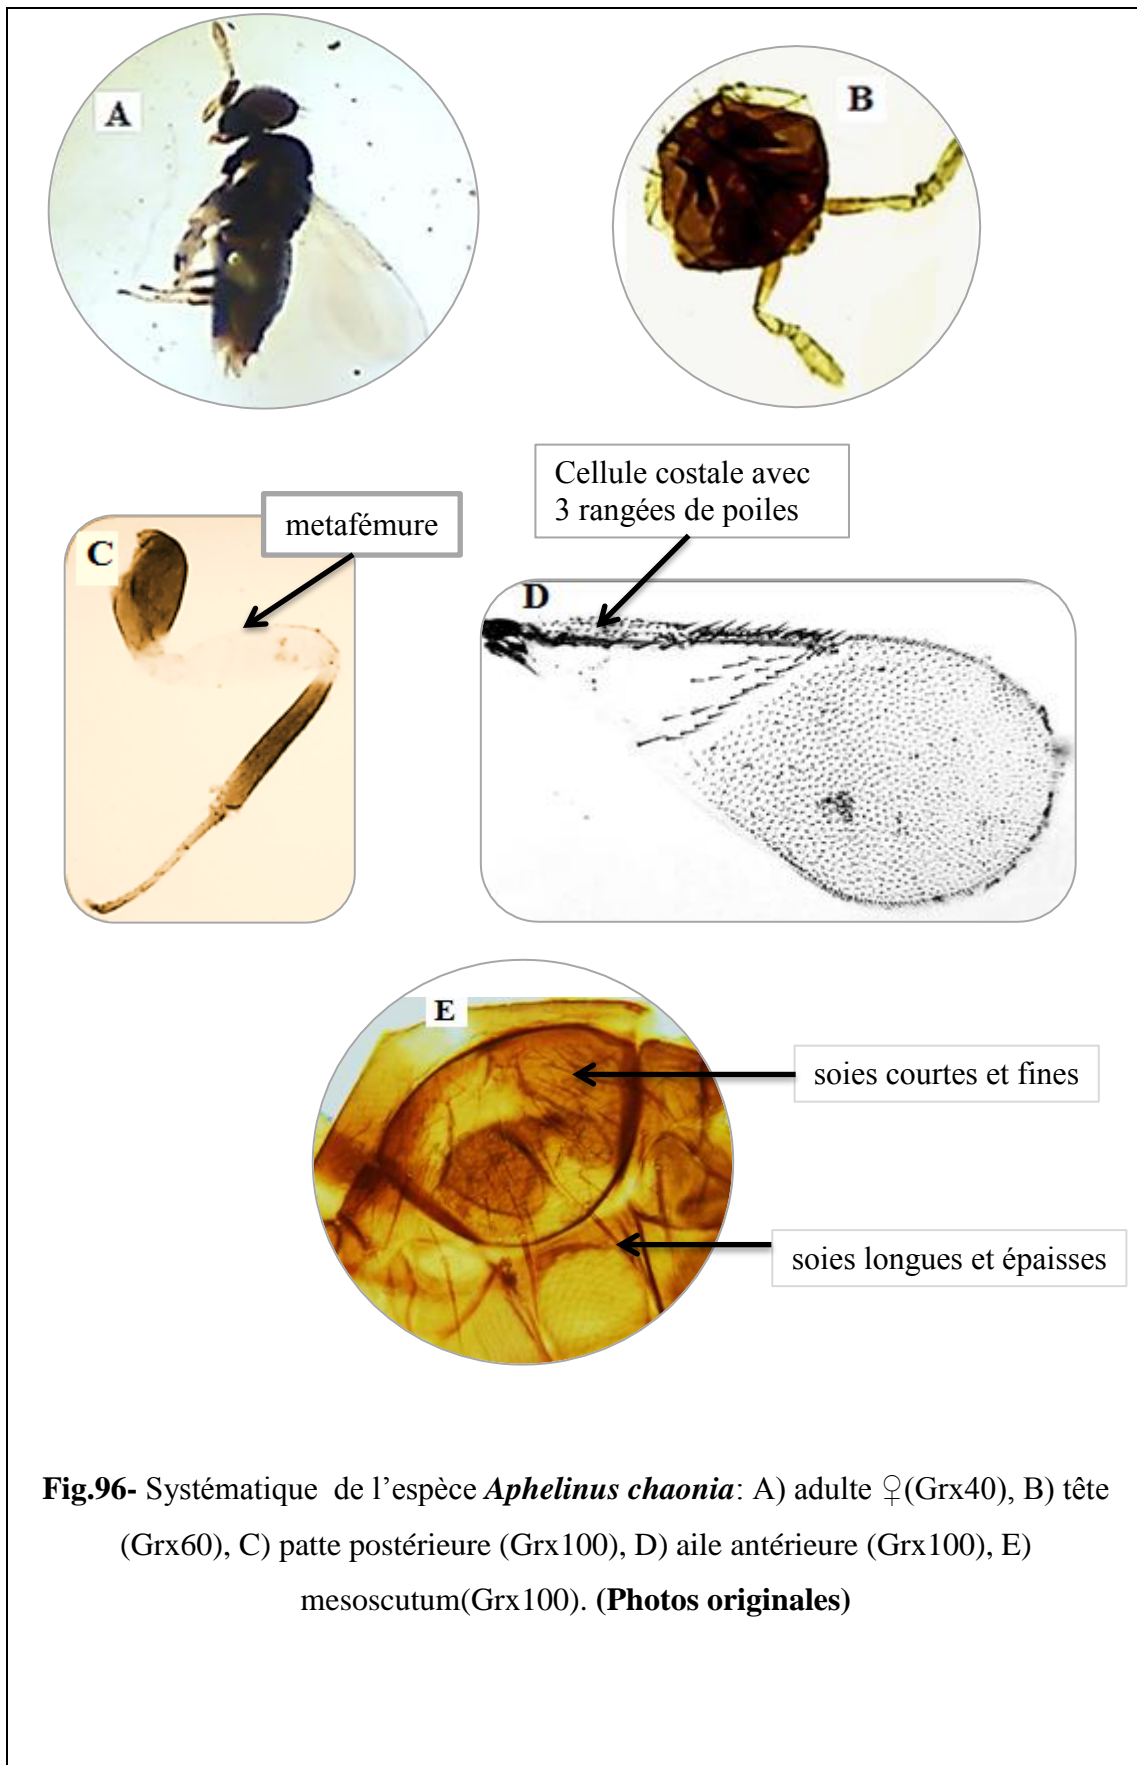 A
B
Cellule costale avec
3 rangées de poiles
metafémure
C
D
E
soies courtes et fines
soies longues et épaisses
Fig.96- Systématique de l’espèce Aphelinus chaonia: A) adulte ♀(Grx40), B) tête
(Grx60), C) patte postérieure (Grx100), D) aile antérieure (Grx100), E)
mesoscutum(Grx100). (Photos originales)